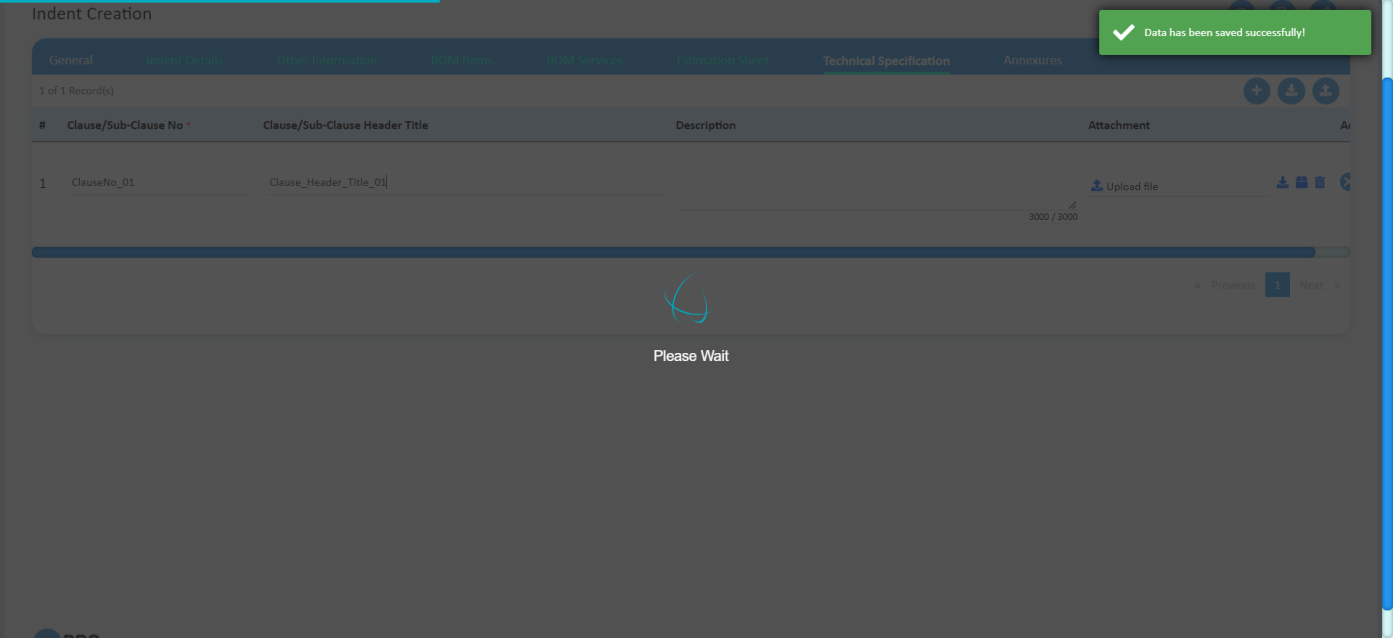 Indent Creation
Data has been saved successfully!
General Indent Details Other Information BOM Items BOM Services Estimation Sheet Technical Specification Annexures
1 of 1 Record(s)
# Clause/Sub-Clause No * Clause/Sub-Clause Header Title Description Attachment
1 ClauseNo_01 Clause_Header_Title_01 Upload file
3000 / 3000
« Previous 1 Next »
Please Wait